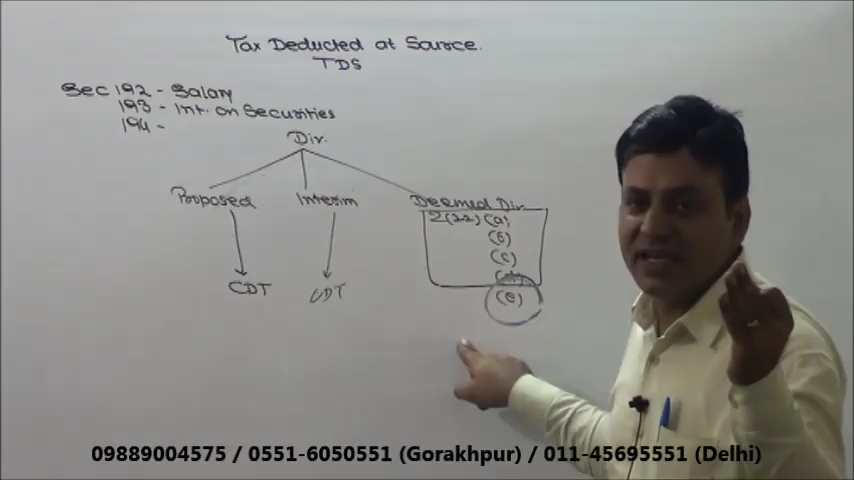 Tax Deducted at Source.
TDS
Sec 192 - Salary
193 - Int. on Securities
194 -
Div.
Proposed Interim Deemed Div.
2(22)(a)
(b)
(c)
(d)
CDT CDT (e)
09889004575 / 0551-6050551 (Gorakhpur) / 011-45695551 (Delhi)